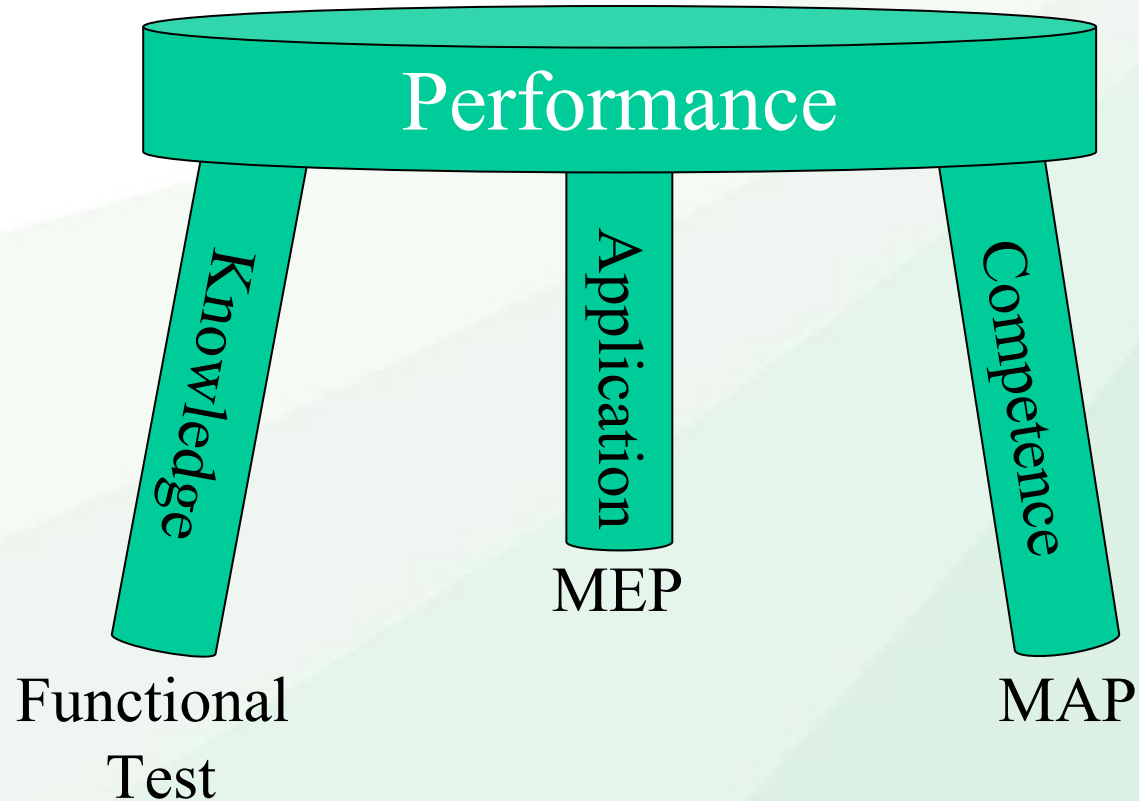 Performance
Knowledge
Application
Competence
MEP
Functional
Test
MAP